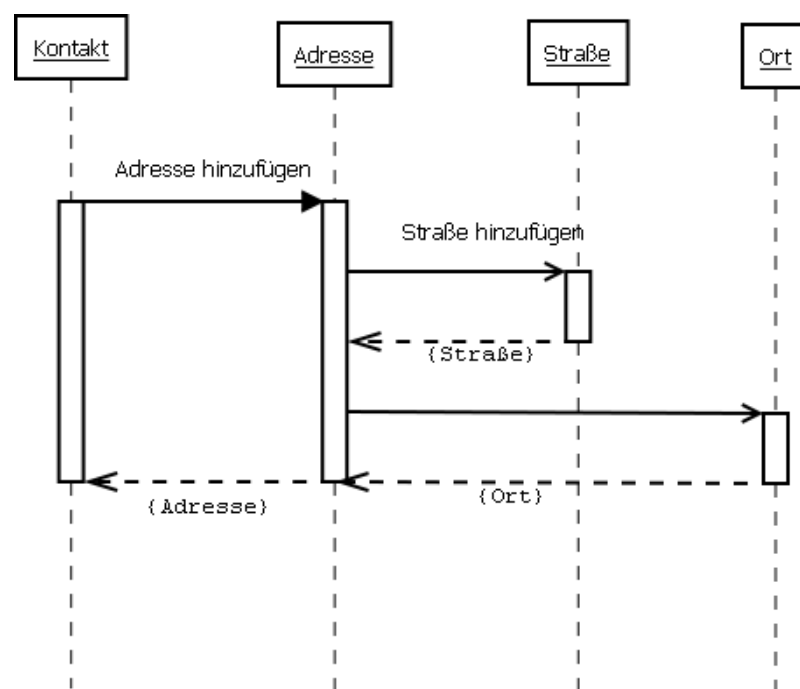 Kontakt
Adresse
Straße
Ort
Adresse hinzufügen
Straße hinzufügen
{Straße}
{Ort}
{Adresse}